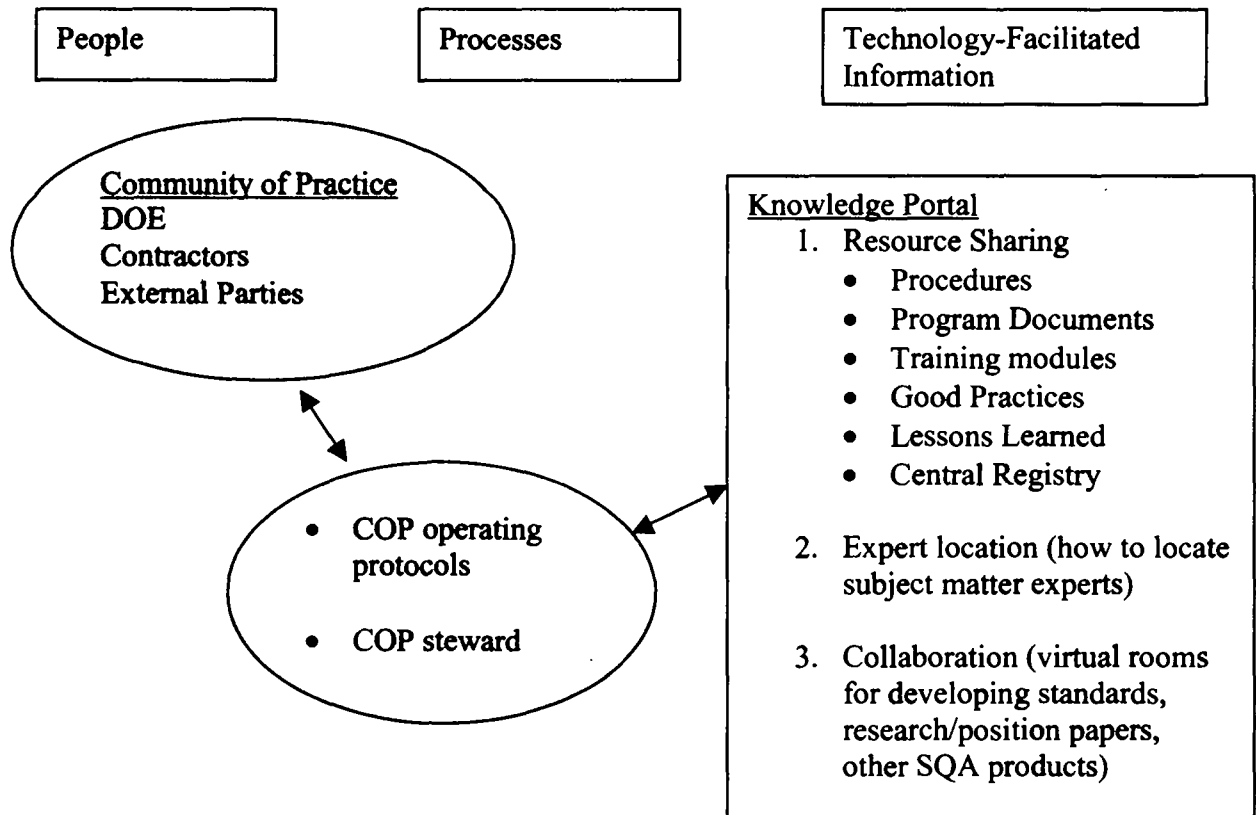 People
Processes
Technology-Facilitated
Information
Community of Practice
DOE
Contractors
External Parties
• COP operating
protocols
• COP steward
Knowledge Portal
1. Resource Sharing
• Procedures
• Program Documents
• Training modules
• Good Practices
• Lessons Learned
• Central Registry
2. Expert location (how to locate
subject matter experts)
3. Collaboration (virtual rooms
for developing standards,
research/position papers,
other SQA products)